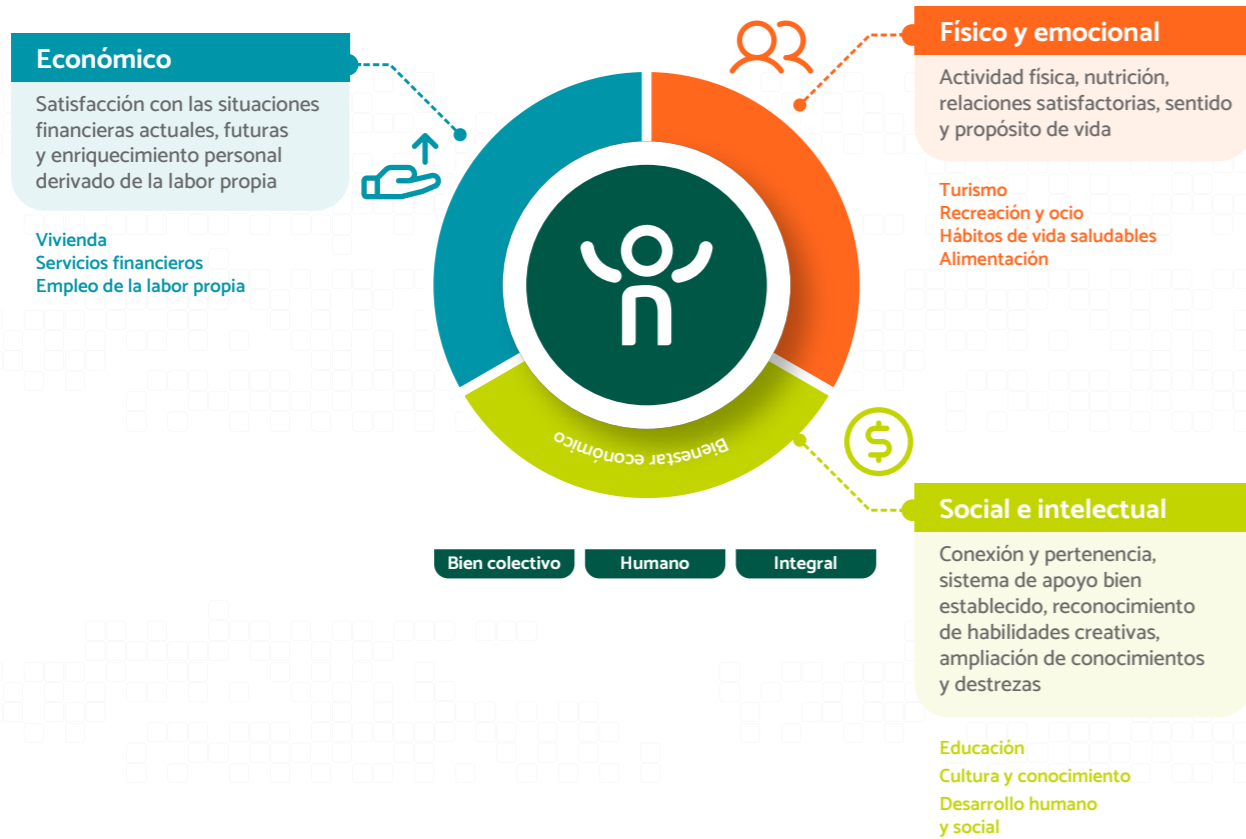 Económico
Satisfacción con las situaciones
financieras actuales, futuras
y enriquecimiento personal
derivado de la labor propia
Vivienda
Servicios financieros
Empleo de la labor propia
Físico y emocional
Actividad física, nutrición,
relaciones satisfactorias, sentido
y propósito de vida
Turismo
Recreación y ocio
Hábitos de vida saludables
Alimentación
Bienestar económico
$
Bien colectivo
Humano
Integral
Social e intelectual
Conexión y pertenencia,
sistema de apoyo bien
establecido, reconocimiento
de habilidades creativas,
ampliación de conocimientos
y destrezas
Educación
Cultura y conocimiento
Desarrollo humano
y social